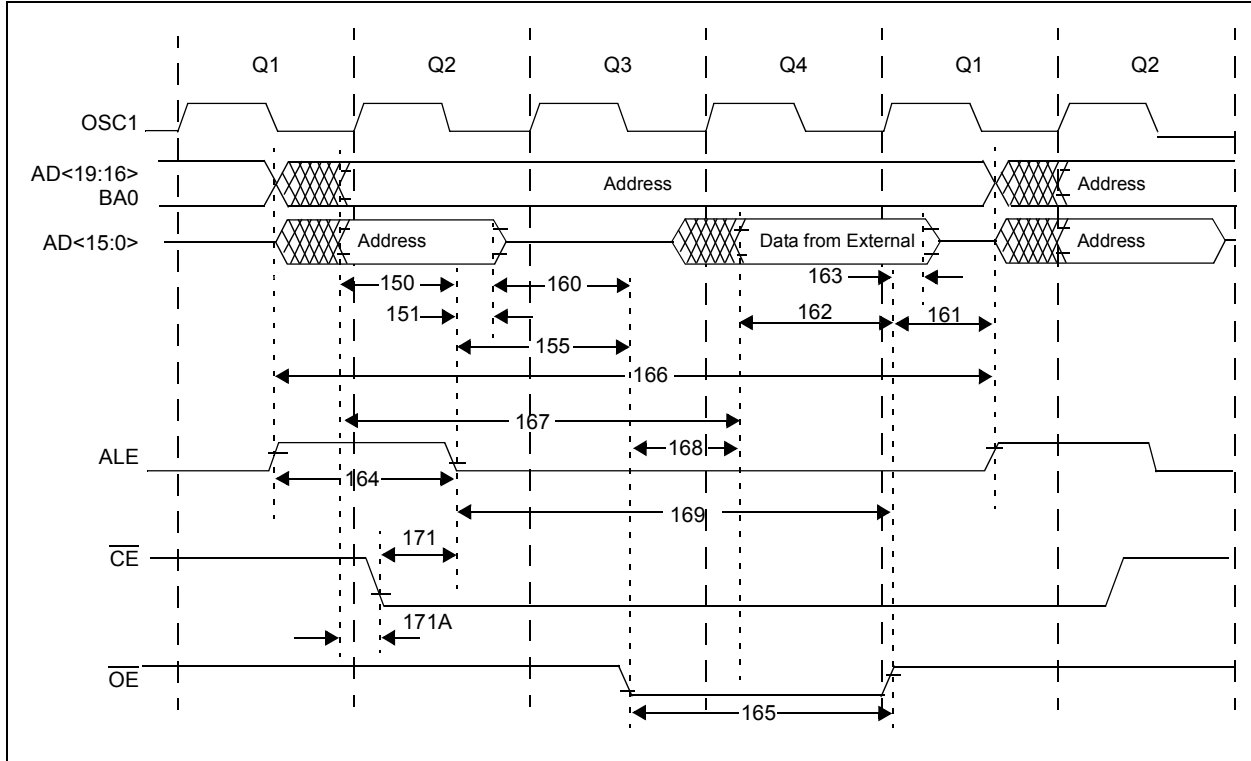 Q1 Q2 Q3 Q4 Q1 Q2
OSC1
AD<19:16>
BA0
Address
Address
AD<15:0>
Address
Data from External
Address
150
160
163
151
162
161
155
166
167
168
ALE
164
169
171
CE
171A
OE
165